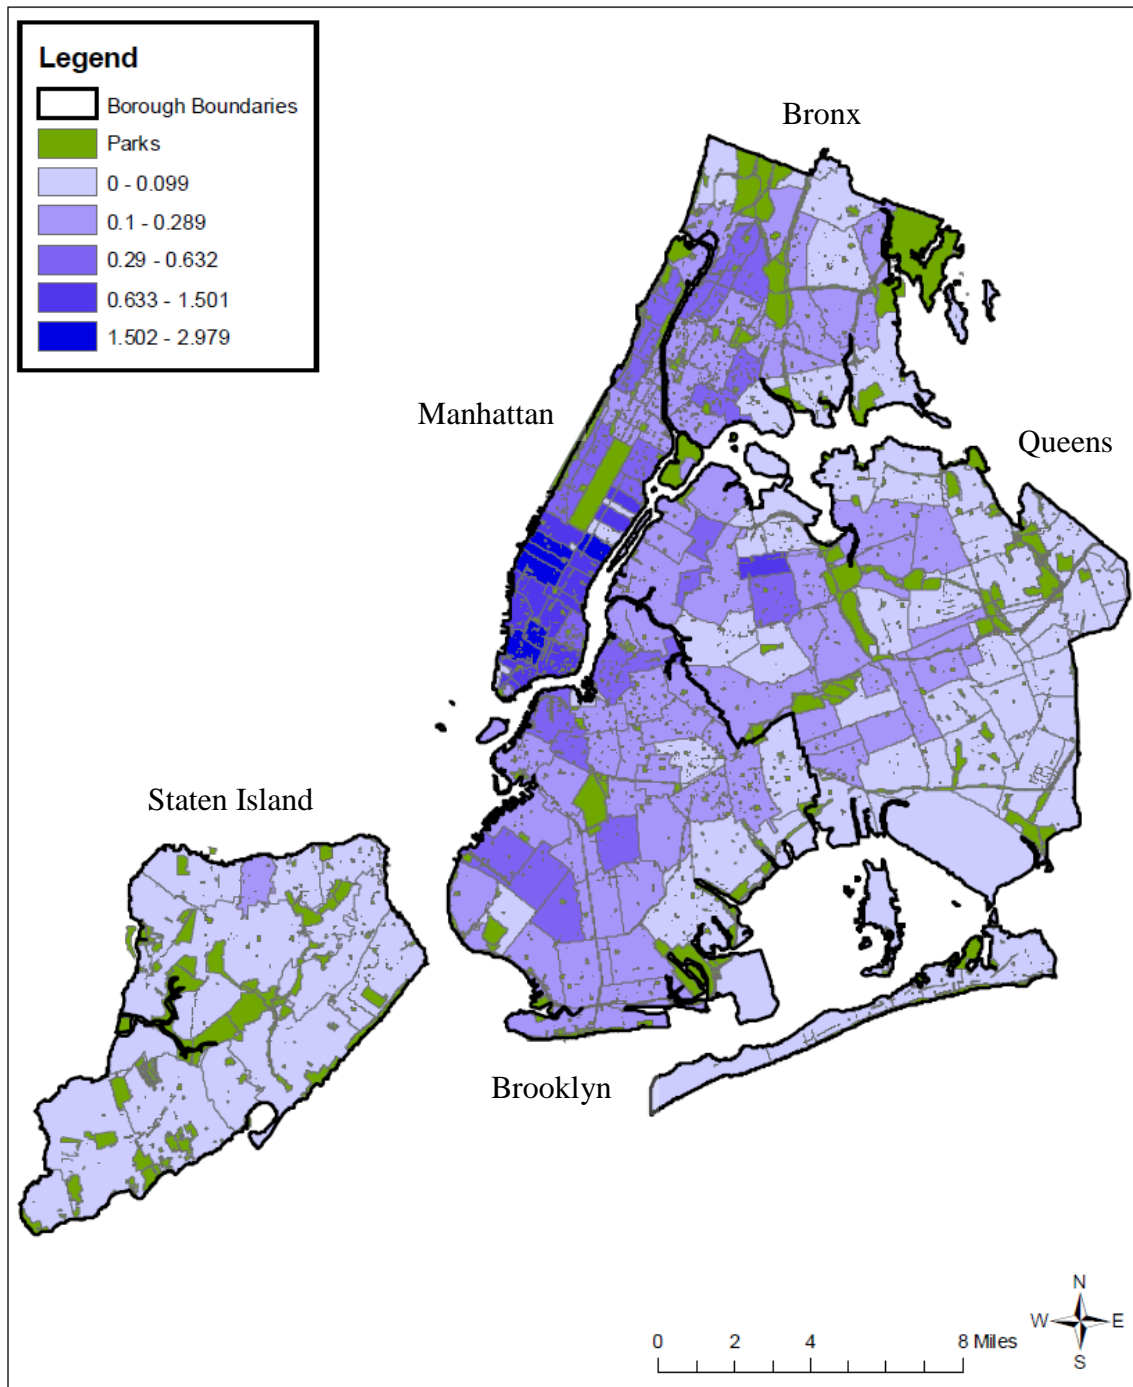 Legend
Borough Boundaries
Parks
0 - 0.099
0.1 - 0.289
0.29 - 0.632
0.633 - 1.501
1.502 - 2.979
Bronx
Manhattan
Queens
Staten Island
Brooklyn
N
W E
S
0 2 4 8 Miles